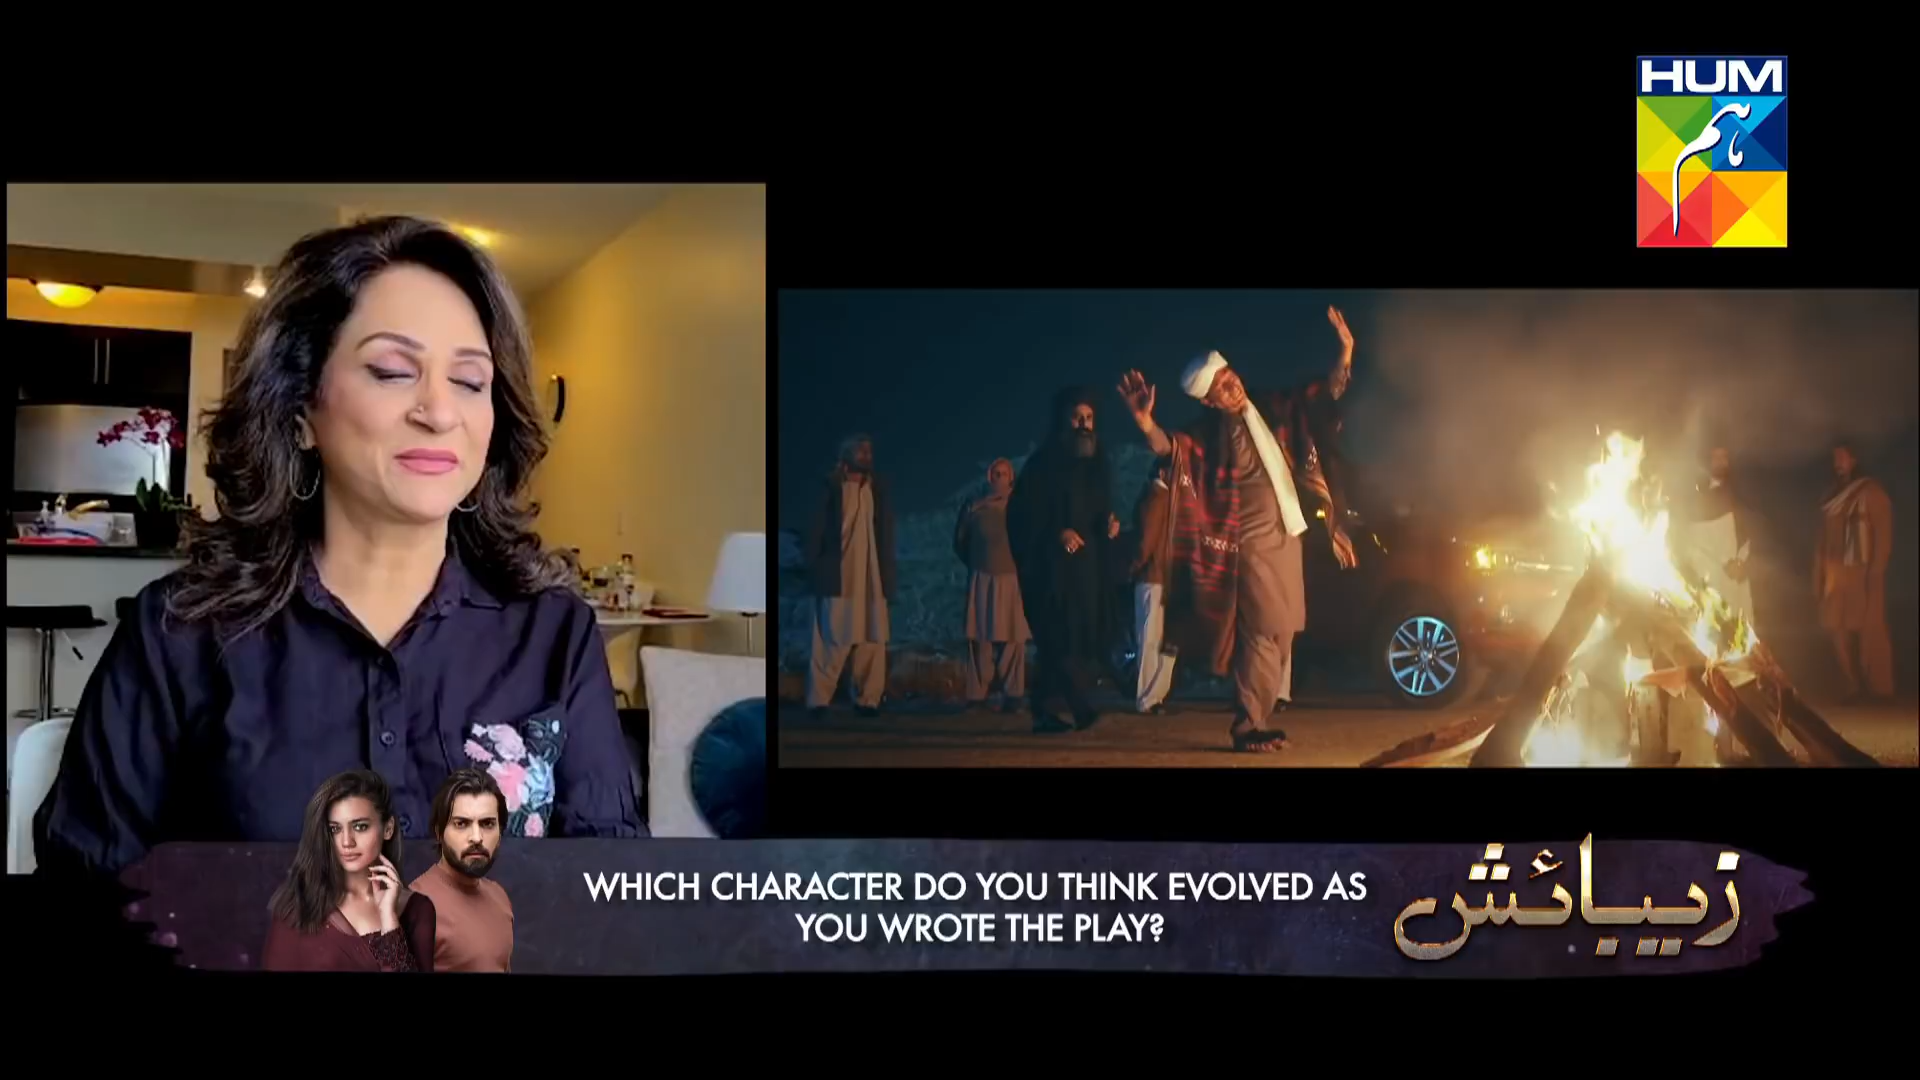 HUM
ہم
WHICH CHARACTER DO YOU THINK EVOLVED AS
YOU WROTE THE PLAY?
زیبائش